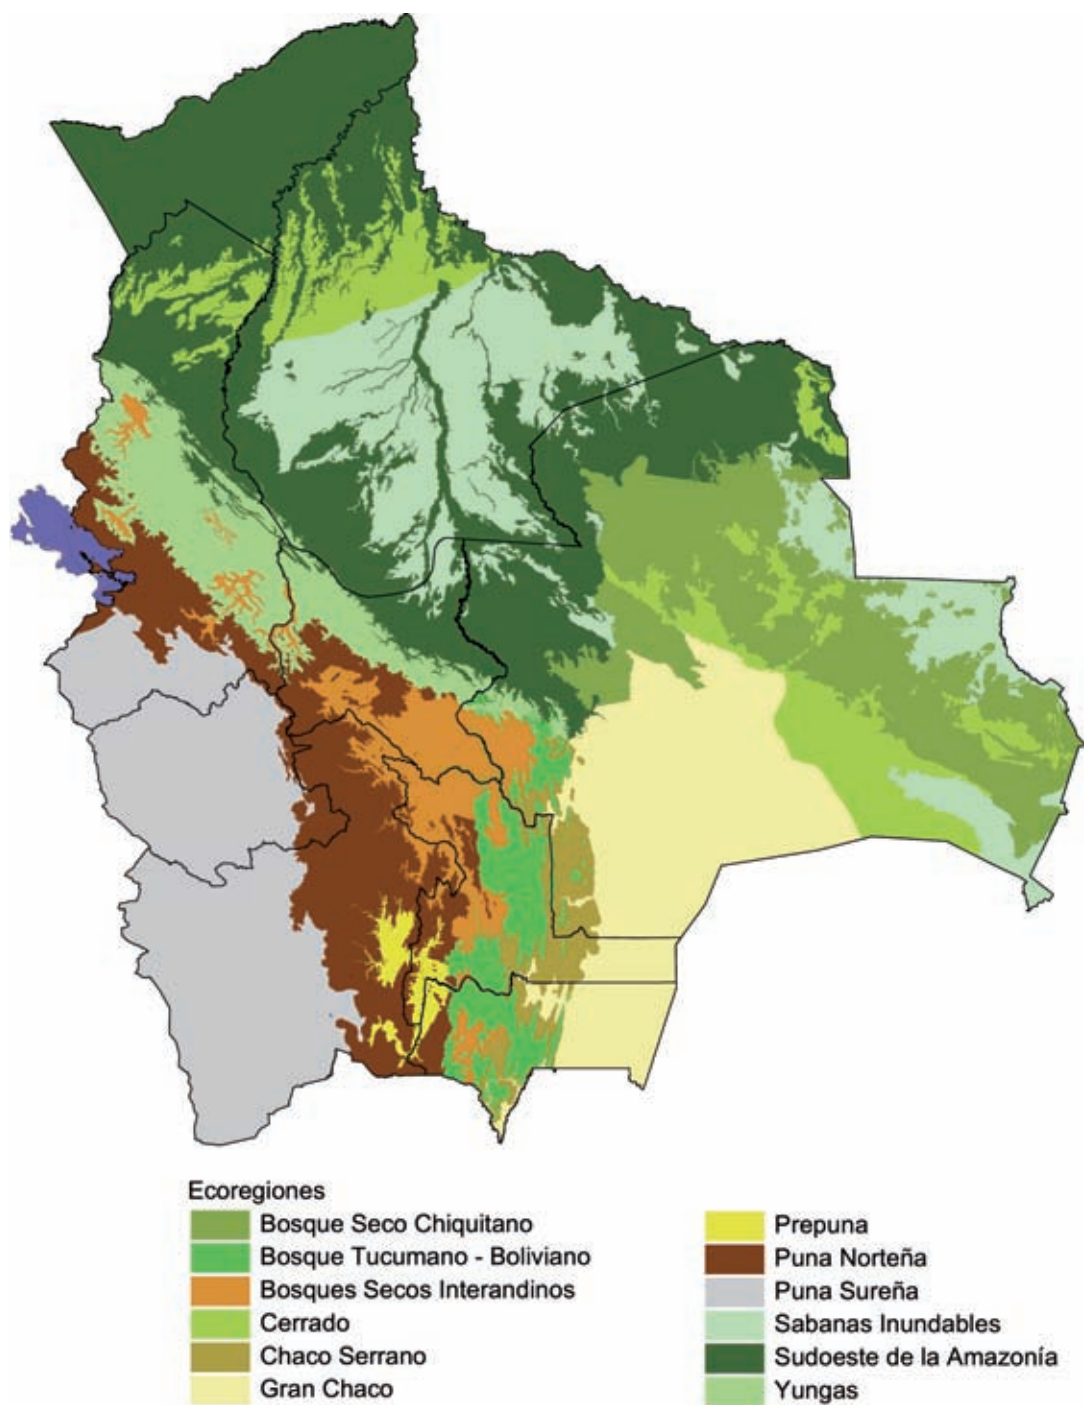 Ecoregiones
Bosque Seco Chiquitano
Bosque Tucumano - Boliviano
Bosques Secos Interandinos
Cerrado
Chaco Serrano
Gran Chaco
Prepuna
Puna Norteña
Puna Sureña
Sabanas Inundables
Sudoeste de la Amazonía
Yungas